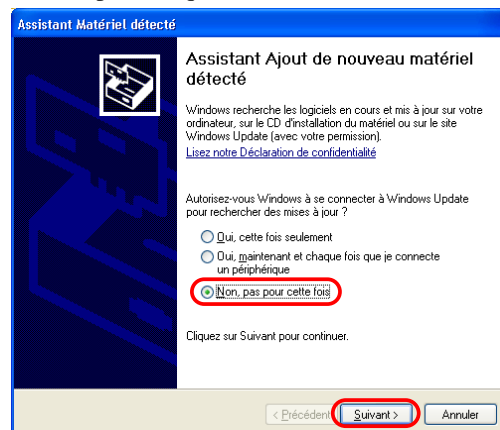 Assistant Matériel détecté
Assistant Ajout de nouveau matériel
détecté
Windows recherche les logiciels en cours et mis à jour sur votre
ordinateur, sur le CD d'installation du matériel ou sur le site
Windows Update (avec votre permission).
Lisez notre Déclaration de confidentialité
Autorisez-vous Windows à se connecter à Windows Update
pour rechercher des mises à jour ?
Oui, cette fois seulement
Oui, maintenant et chaque fois que je connecte
un périphérique
Non, pas pour cette fois
Cliquez sur Suivant pour continuer.
< Précédent
Suivant >
Annuler